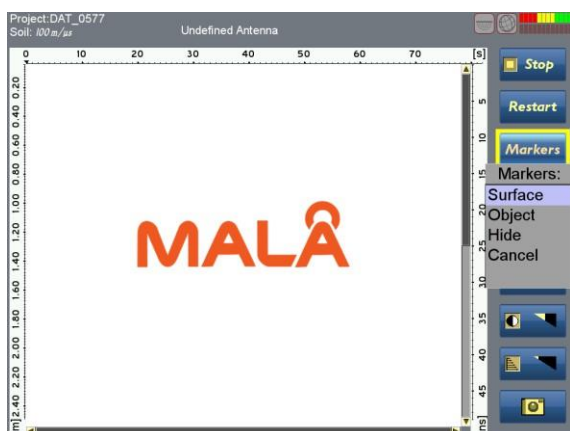 Project:DAT_0577
Soil: 100 m/µs
Undefined Antenna
0 10 20 30 40 50 60 70 [s]
0.20
0.40
0.60
0.80
1.00
1.20
1.40
1.60
1.80
2.00
2.20
2.40
m]
5
10
15
20
25
30
35
40
45
ns]
MALÅ
Stop
Restart
Markers
Markers:
Surface
Object
Hide
Cancel